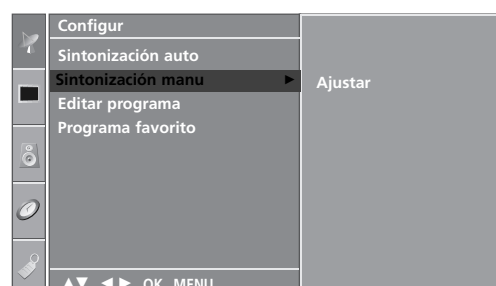 Configur
Sintonización auto
Sintonización manu ► Ajustar
Editar programa
Programa favorito
▲▼ ◄► OK MENU